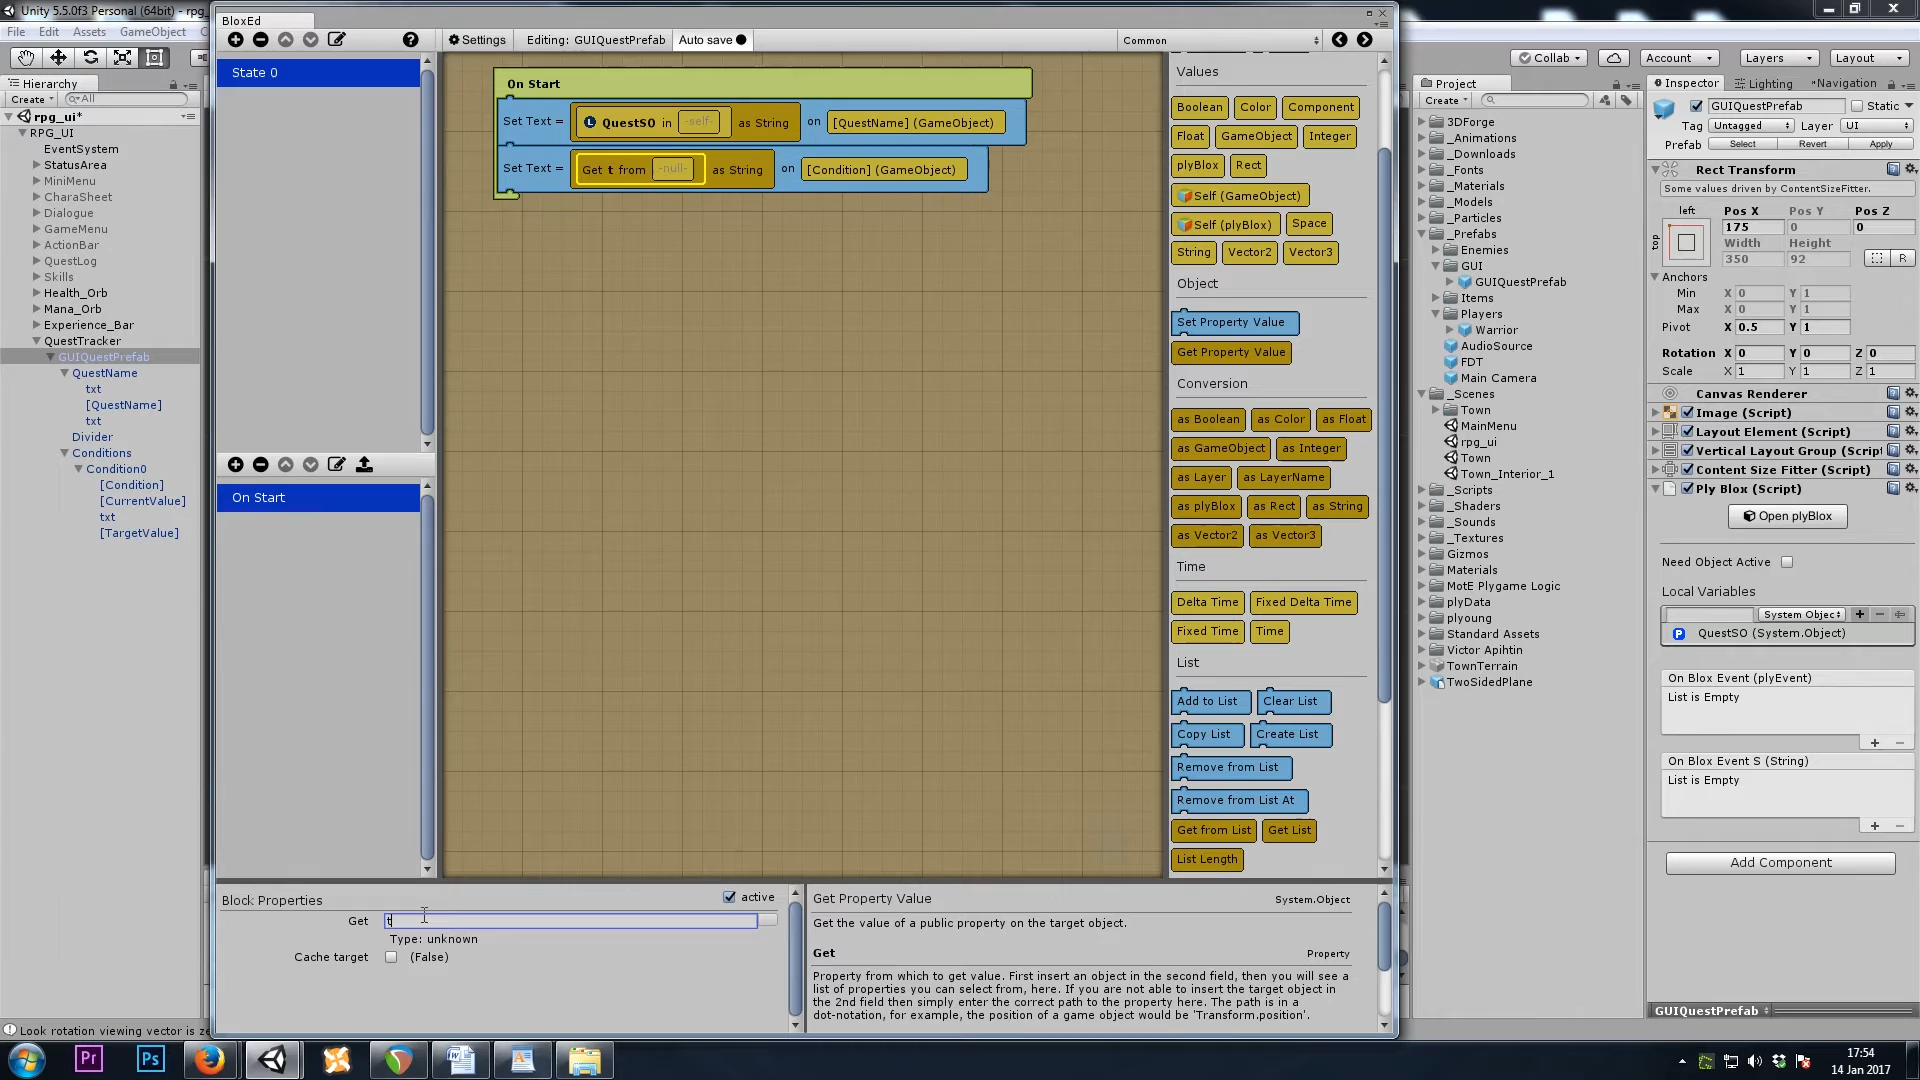 Unity 5.5.0f3 Personal (64bit) - rpg_
File Edit Assets GameObject
Hierarchy
Create All
rpg_ui*
RPG_UI
EventSystem
StatusArea
MiniMenu
CharaSheet
Dialogue
GameMenu
ActionBar
QuestLog
Skills
Health_Orb
Mana_Orb
Experience_Bar
QuestTracker
GUIQuestPrefab
QuestName
txt
[QuestName]
txt
Divider
Conditions
Condition0
[Condition]
[CurrentValue]
txt
[TargetValue]
Look rotation viewing vector is ze
BloxEd
Settings Editing: GUIQuestPrefab Auto save Common
State 0
On Start
On Start
Set Text = L QuestSO in -self- as String on [QuestName] (GameObject)
Set Text = Get t from -null- as String on [Condition] (GameObject)
Values
Boolean Color Component
Float GameObject Integer
plyBlox Rect
Self (GameObject)
Self (plyBlox) Space
String Vector2 Vector3
Object
Set Property Value
Get Property Value
Conversion
as Boolean as Color as Float
as GameObject as Integer
as Layer as LayerName
as plyBlox as Rect as String
as Vector2 as Vector3
Time
Delta Time Fixed Delta Time
Fixed Time Time
List
Add to List Clear List
Copy List Create List
Remove from List
Remove from List At
Get from List Get List
List Length
Block Properties active
Get t
Type: unknown
Cache target (False)
Get Property Value System.Object
Get the value of a public property on the target object.
Get Property
Property from which to get value. First insert an object in the second field, then you will see a
list of properties you can select from, here. If you are not able to insert the target object in
the 2nd field then simply enter the correct path to the property here. The path is in a
dot-notation, for example, the position of a game object would be 'Transform.position'.
Collab Account Layers Layout
Project
Create
3DForge
_Animations
_Downloads
_Fonts
_Materials
_Models
_Particles
_Prefabs
Enemies
GUI
GUIQuestPrefab
Items
Players
Warrior
AudioSource
FDT
Main Camera
_Scenes
Town
MainMenu
rpg_ui
Town
Town_Interior_1
_Scripts
_Shaders
_Sounds
_Textures
Gizmos
Materials
MotE Plygame Logic
plyData
plyoung
Standard Assets
Victor Apihtin
TownTerrain
TwoSidedPlane
Inspector Lighting Navigation
GUIQuestPrefab Static
Tag Untagged Layer UI
Prefab Select Revert Apply
Rect Transform
Some values driven by ContentSizeFitter.
left Pos X Pos Y Pos Z
top 175 0 0
Width Height
350 92 R
Anchors
Min X 0 Y 1
Max X 0 Y 1
Pivot X 0.5 Y 1
Rotation X 0 Y 0 Z 0
Scale X 1 Y 1 Z 1
Canvas Renderer
Image (Script)
Layout Element (Script)
Vertical Layout Group (Script
Content Size Fitter (Script)
Ply Blox (Script)
Open plyBlox
Need Object Active
Local Variables
System Objec
P QuestSO (System.Object)
On Blox Event (plyEvent)
List is Empty
On Blox Event S (String)
List is Empty
Add Component
GUIQuestPrefab
Pr Ps
17:54
14 Jan 2017